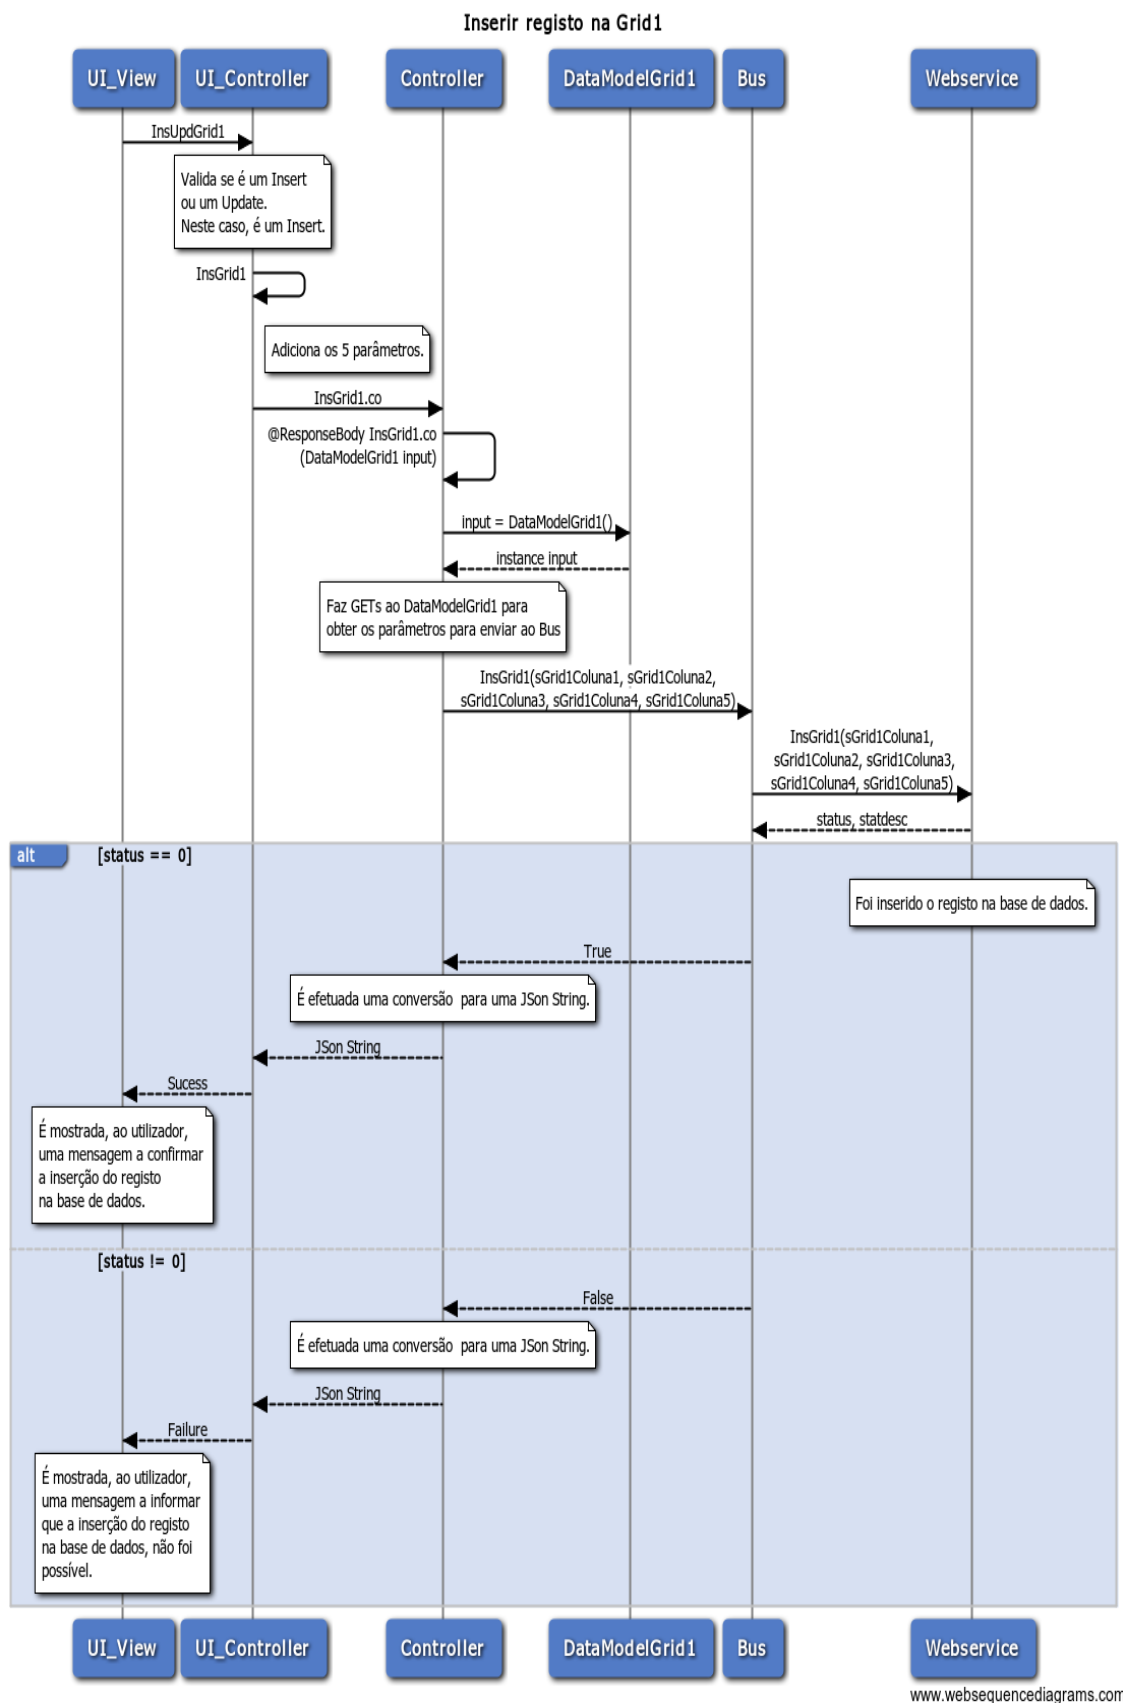 Inserir registo na Grid1
UI_View
UI_Controller
Controller
DataModelGrid1
Bus
Webservice
InsUpdGrid1
Valida se é um Insert
ou um Update.
Neste caso, é um Insert.
InsGrid1
Adiciona os 5 parâmetros.
InsGrid1.co
@ResponseBody InsGrid1.co
(DataModelGrid1 input)
input = DataModelGrid1()
instance input
Faz GETs ao DataModelGrid1 para
obter os parâmetros para enviar ao Bus
InsGrid1(sGrid1Coluna1, sGrid1Coluna2,
sGrid1Coluna3, sGrid1Coluna4, sGrid1Coluna5)
InsGrid1(sGrid1Coluna1,
sGrid1Coluna2, sGrid1Coluna3,
sGrid1Coluna4, sGrid1Coluna5)
status, statdesc
alt
[status == 0]
Foi inserido o registo na base de dados.
True
É efetuada uma conversão  para uma JSon String.
JSon String
Sucess
É mostrada, ao utilizador,
uma mensagem a confirmar
a inserção do registo
na base de dados.
[status != 0]
False
É efetuada uma conversão  para uma JSon String.
JSon String
Failure
É mostrada, ao utilizador,
uma mensagem a informar
que a inserção do registo
na base de dados, não foi
possível.
UI_View
UI_Controller
Controller
DataModelGrid1
Bus
Webservice
www.websequencediagrams.com